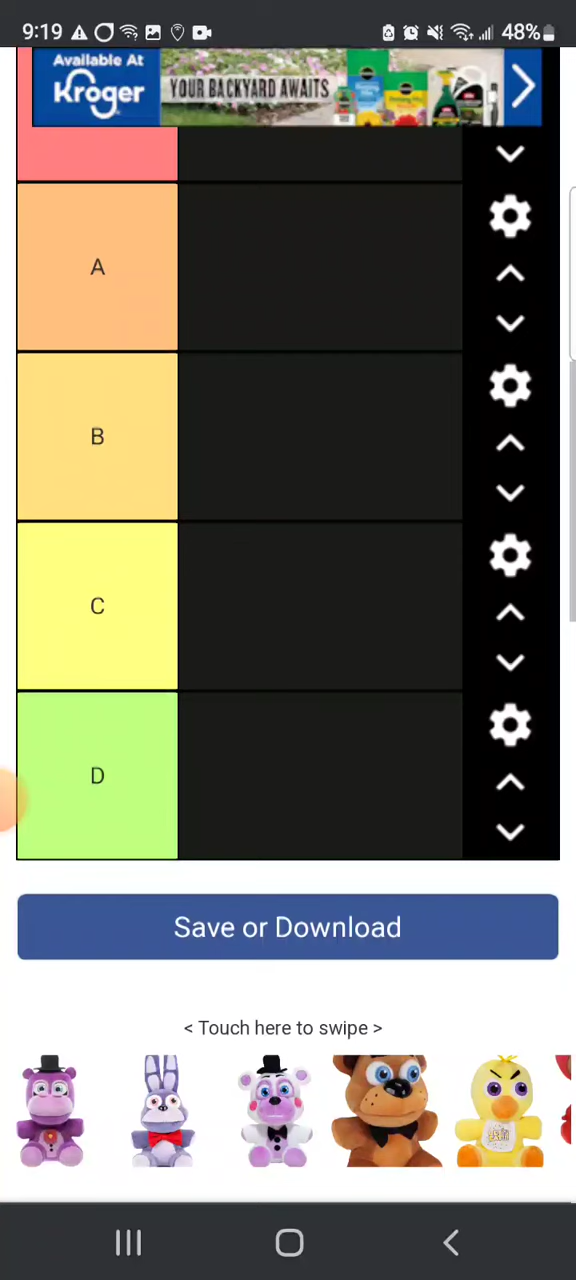 9:19
48%
Available At
Kroger
YOUR BACKYARD AWAITS
A
B
C
D
Save or Download
< Touch here to swipe >